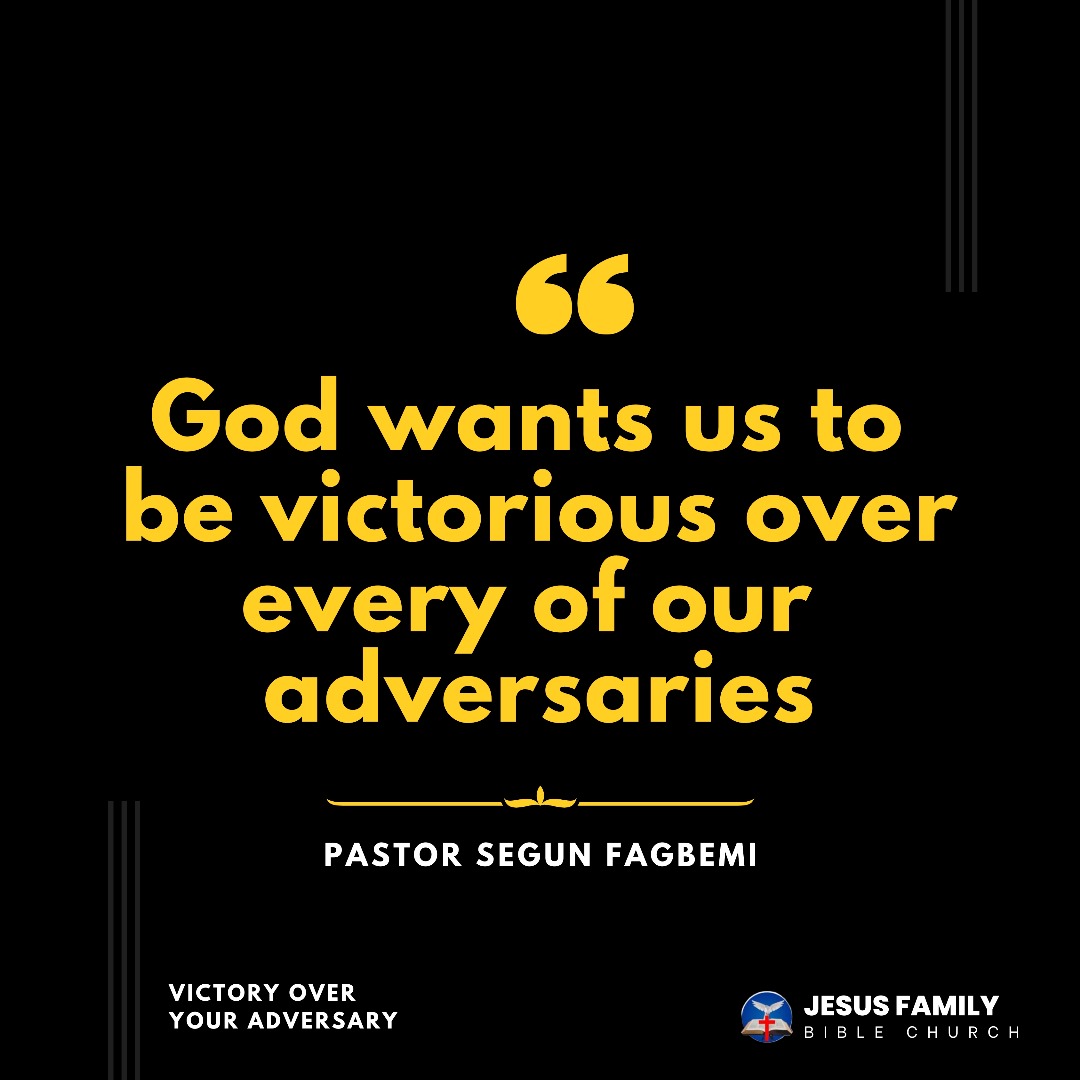 “
God wants us to
be victorious over
every of our
adversaries
PASTOR SEGUN FAGBEMI
VICTORY OVER
YOUR ADVERSARY
JESUS FAMILY
BIBLE CHURCH